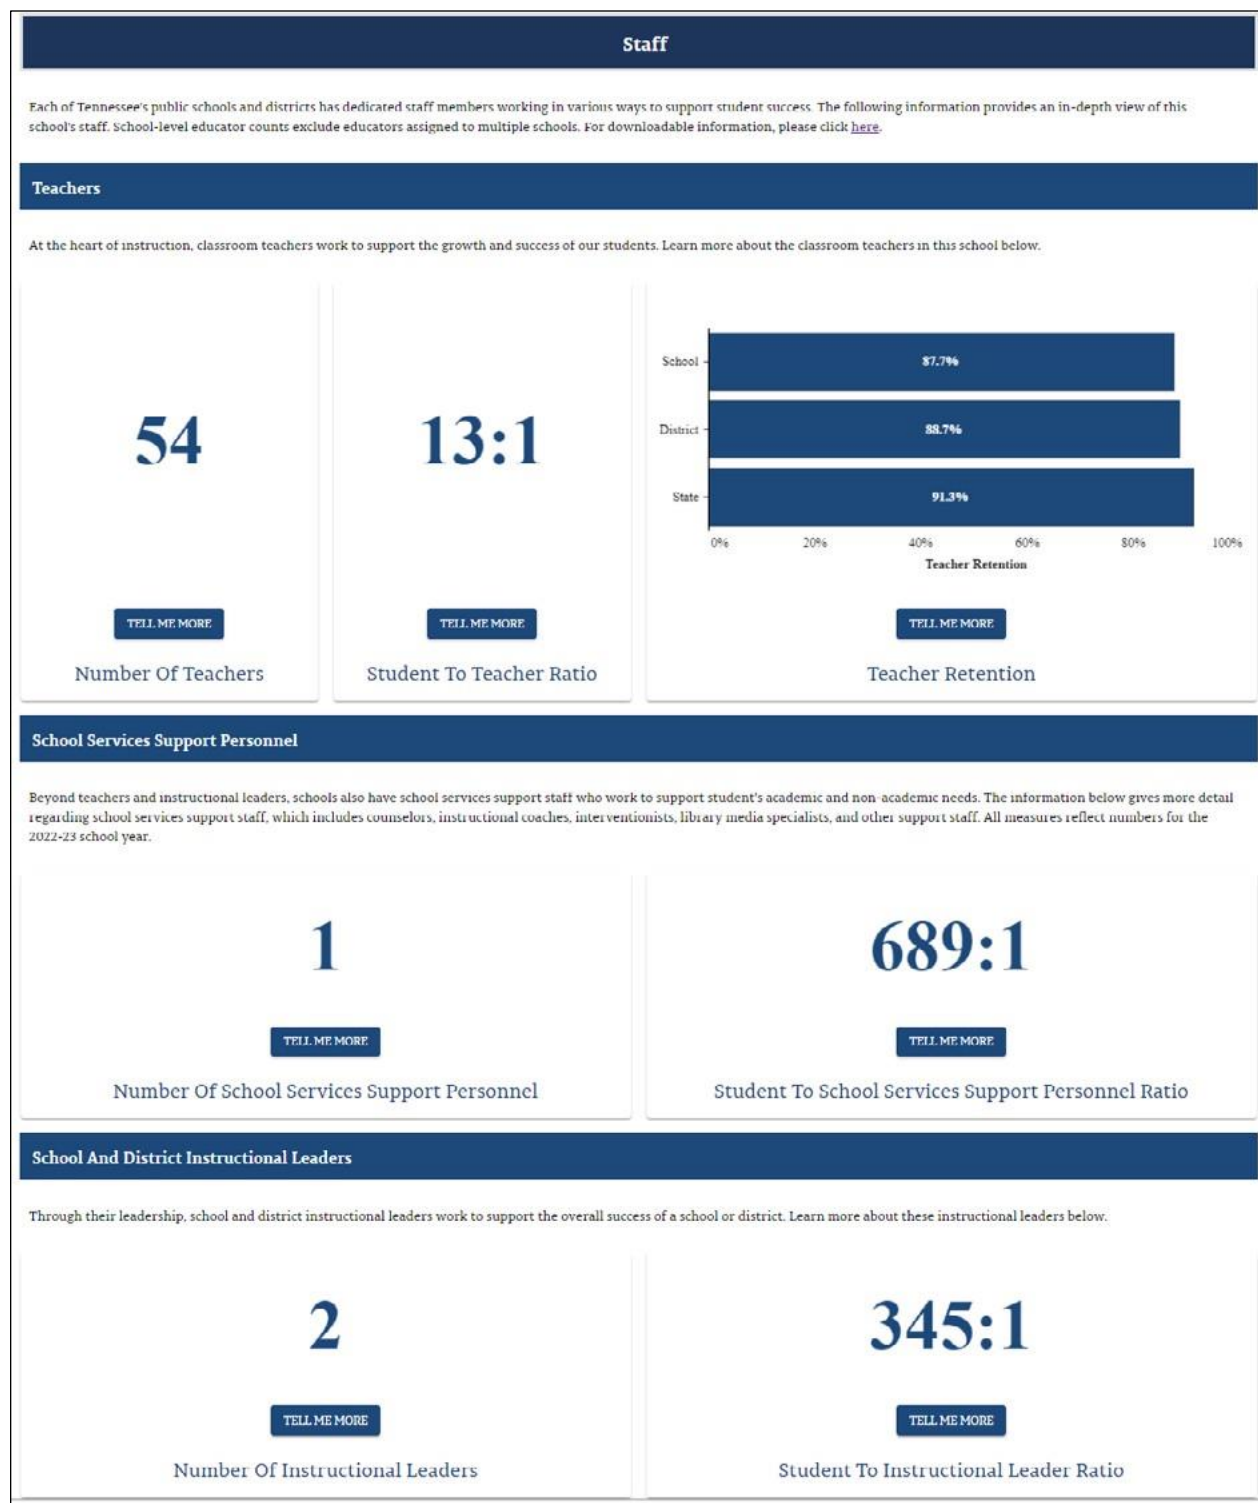 Staff
Each of Tennessee's public schools and districts has dedicated staff members working in various ways to support student success. The following information provides an in-depth view of this
school's staff. School-level educator counts exclude educators assigned to multiple schools. For downloadable information, please click here.
Teachers
At the heart of instruction, classroom teachers work to support the growth and success of our students. Learn more about the classroom teachers in this school below.
54
TELL ME MORE
Number Of Teachers
13:1
TELL ME MORE
Student To Teacher Ratio
School
87.7%
District
88.7%
State
91.3%
0% 20% 40% 60% 80% 100%
Teacher Retention
TELL ME MORE
Teacher Retention
School Services Support Personnel
Beyond teachers and instructional leaders, schools also have school services support staff who work to support student's academic and non-academic needs. The information below gives more detail
regarding school services support staff, which includes counselors, instructional coaches, interventionists, library media specialists, and other support staff. All measures reflect numbers for the
2022-23 school year.
1
TELL ME MORE
Number Of School Services Support Personnel
689:1
TELL ME MORE
Student To School Services Support Personnel Ratio
School And District Instructional Leaders
Through their leadership, school and district instructional leaders work to support the overall success of a school or district. Learn more about these instructional leaders below.
2
TELL ME MORE
Number Of Instructional Leaders
345:1
TELL ME MORE
Student To Instructional Leader Ratio